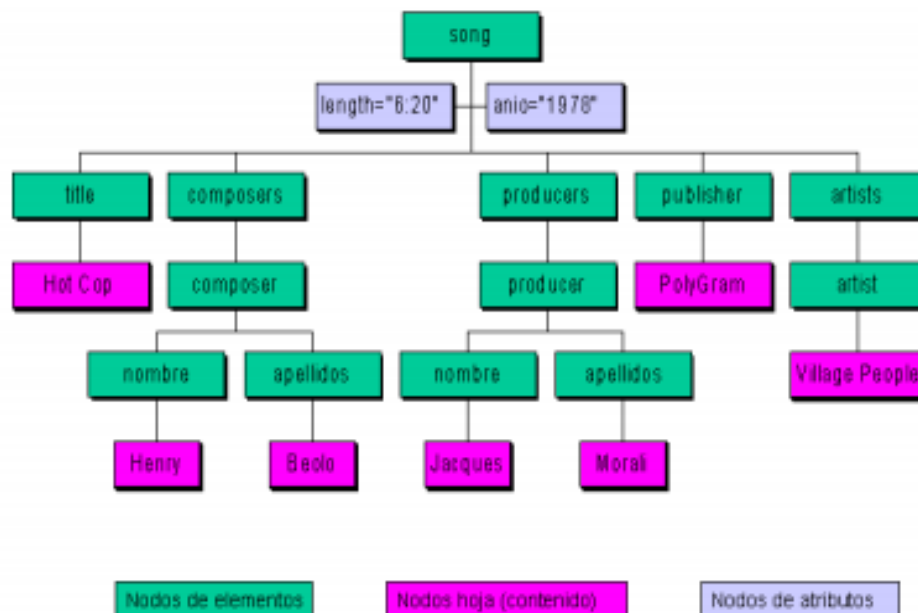 song
length="6:20" anio="1978"
title composers producers publisher artists
Hot Cop composer producer PolyGram artist
nombre apellidos nombre apellidos Village People
Henry Beolo Jacques Morali
Nodos de elementos Nodos hoja (contenido) Nodos de atributos